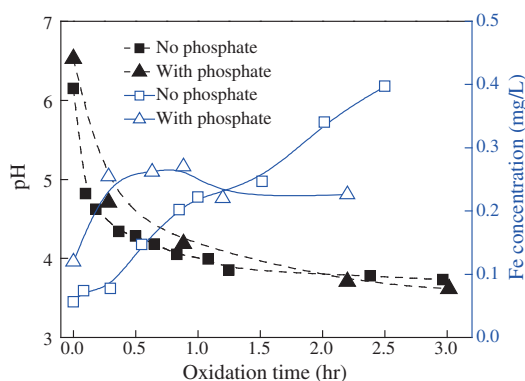 7
6
5
4
3
pH
No phosphate
With phosphate
No phosphate
With phosphate
0.5
0.4
0.3
0.2
0.1
0.0
Fe concentration (mg/L)
0.0 0.5 1.0 1.5 2.0 2.5 3.0
Oxidation time (hr)